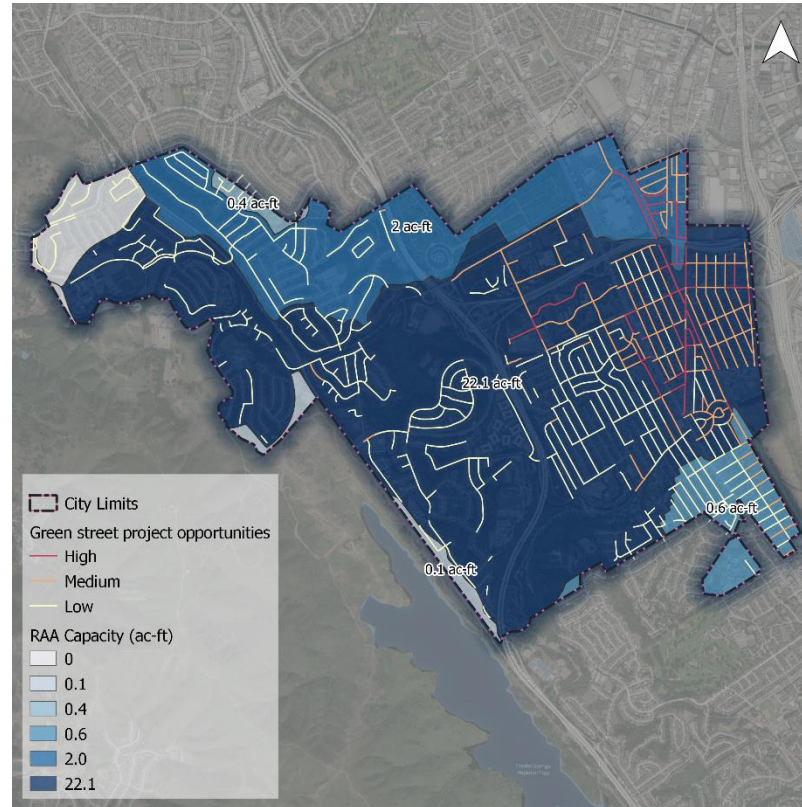 0.4 ac-ft
2 ac-ft
22.1 ac-ft
0.6 ac-ft
0.1 ac-ft
City Limits
Green street project opportunities
High
Medium
Low
RAA Capacity (ac-ft)
0
0.1
0.4
0.6
2.0
22.1